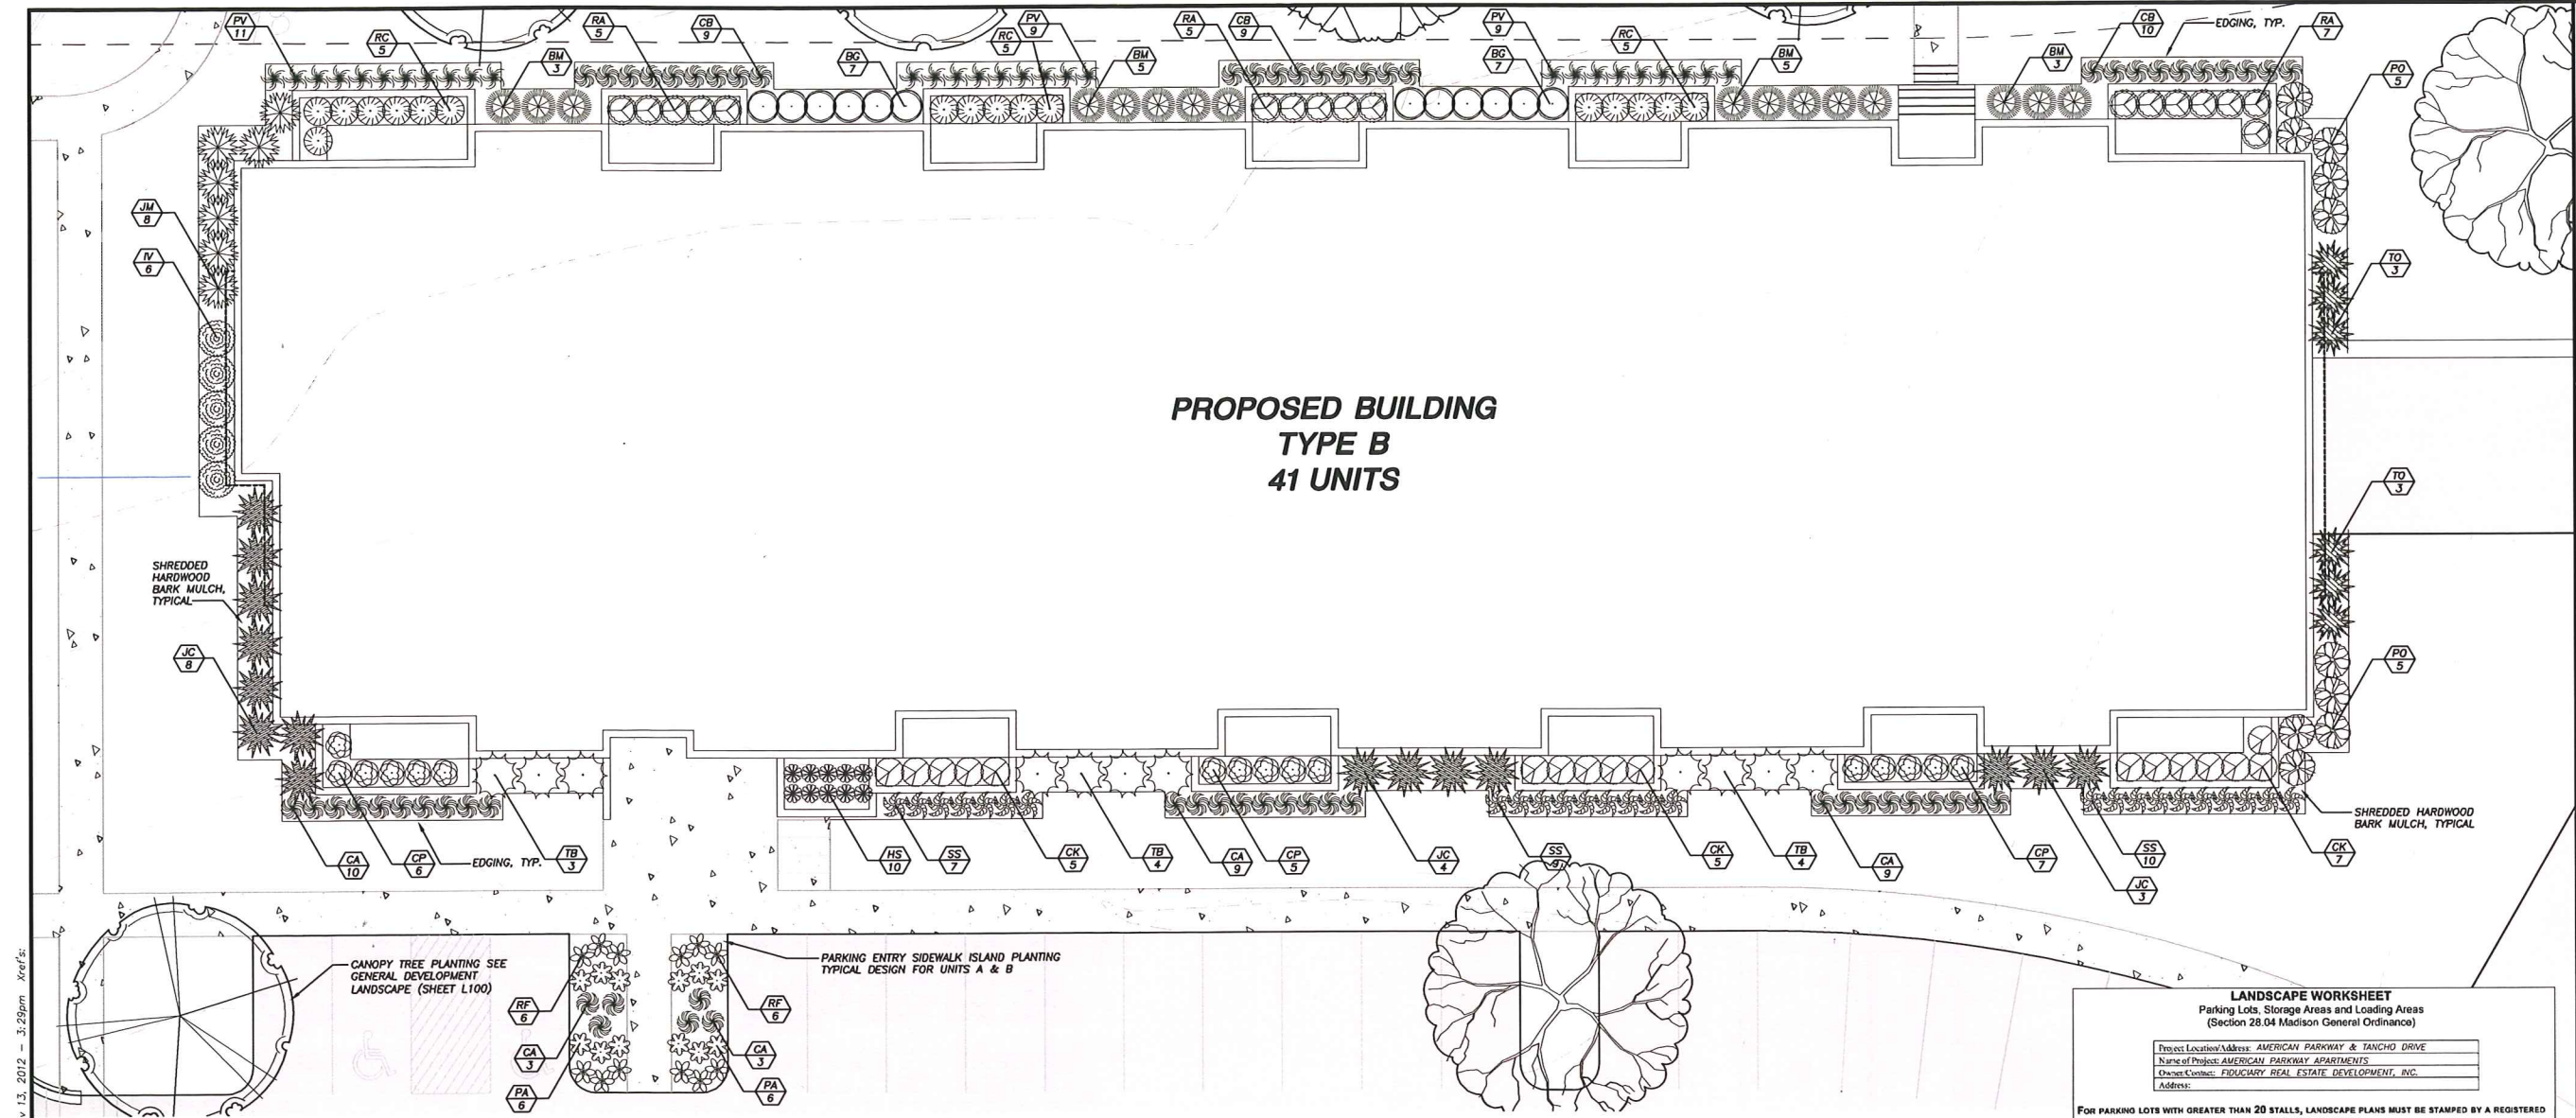 PV
11
RC
5
RA
5
CB
9
BM
3
BG
7
RC
5
PV
9
BM
5
RA
5
CB
9
BG
7
PV
9
RC
5
BM
5
8
BM
3
CB
10
EDGING, TYP.
RA
7
PO
5
JM
8
IV
6
TO
3
PROPOSED BUILDING
TYPE B
41 UNITS
TO
3
SHREDDED
HARDWOOD
BARK MULCH,
TYPICAL
JC
8
PO
5
SHREDDED HARDWOOD
BARK MULCH, TYPICAL
CA
10
CP
6
EDGING, TYP.
TB
3
HS
10
SS
7
CK
5
TB
4
CA
9
CP
5
JC
4
SS
9
CK
5
TB
4
CA
9
CP
7
SS
10
JC
3
CK
7
CANOPY TREE PLANTING SEE
GENERAL DEVELOPMENT
LANDSCAPE (SHEET L100)
PARKING ENTRY SIDEWALK ISLAND PLANTING
TYPICAL DESIGN FOR UNITS A & B
RF
6
CA
3
PA
6
RF
6
CA
3
PA
6
v 13, 2012 - 3:29pm Xref's:
LANDSCAPE WORKSHEET
Parking Lots, Storage Areas and Loading Areas
(Section 28.04 Madison General Ordinance)
Project Location/Address: AMERICAN PARKWAY & TANCHO DRIVE
Name of Project: AMERICAN PARKWAY APARTMENTS
Owner/Contact: FIDUCIARY REAL ESTATE DEVELOPMENT, INC.
Address:
FOR PARKING LOTS WITH GREATER THAN 20 STALLS, LANDSCAPE PLANS MUST BE STAMPED BY A REGISTERED